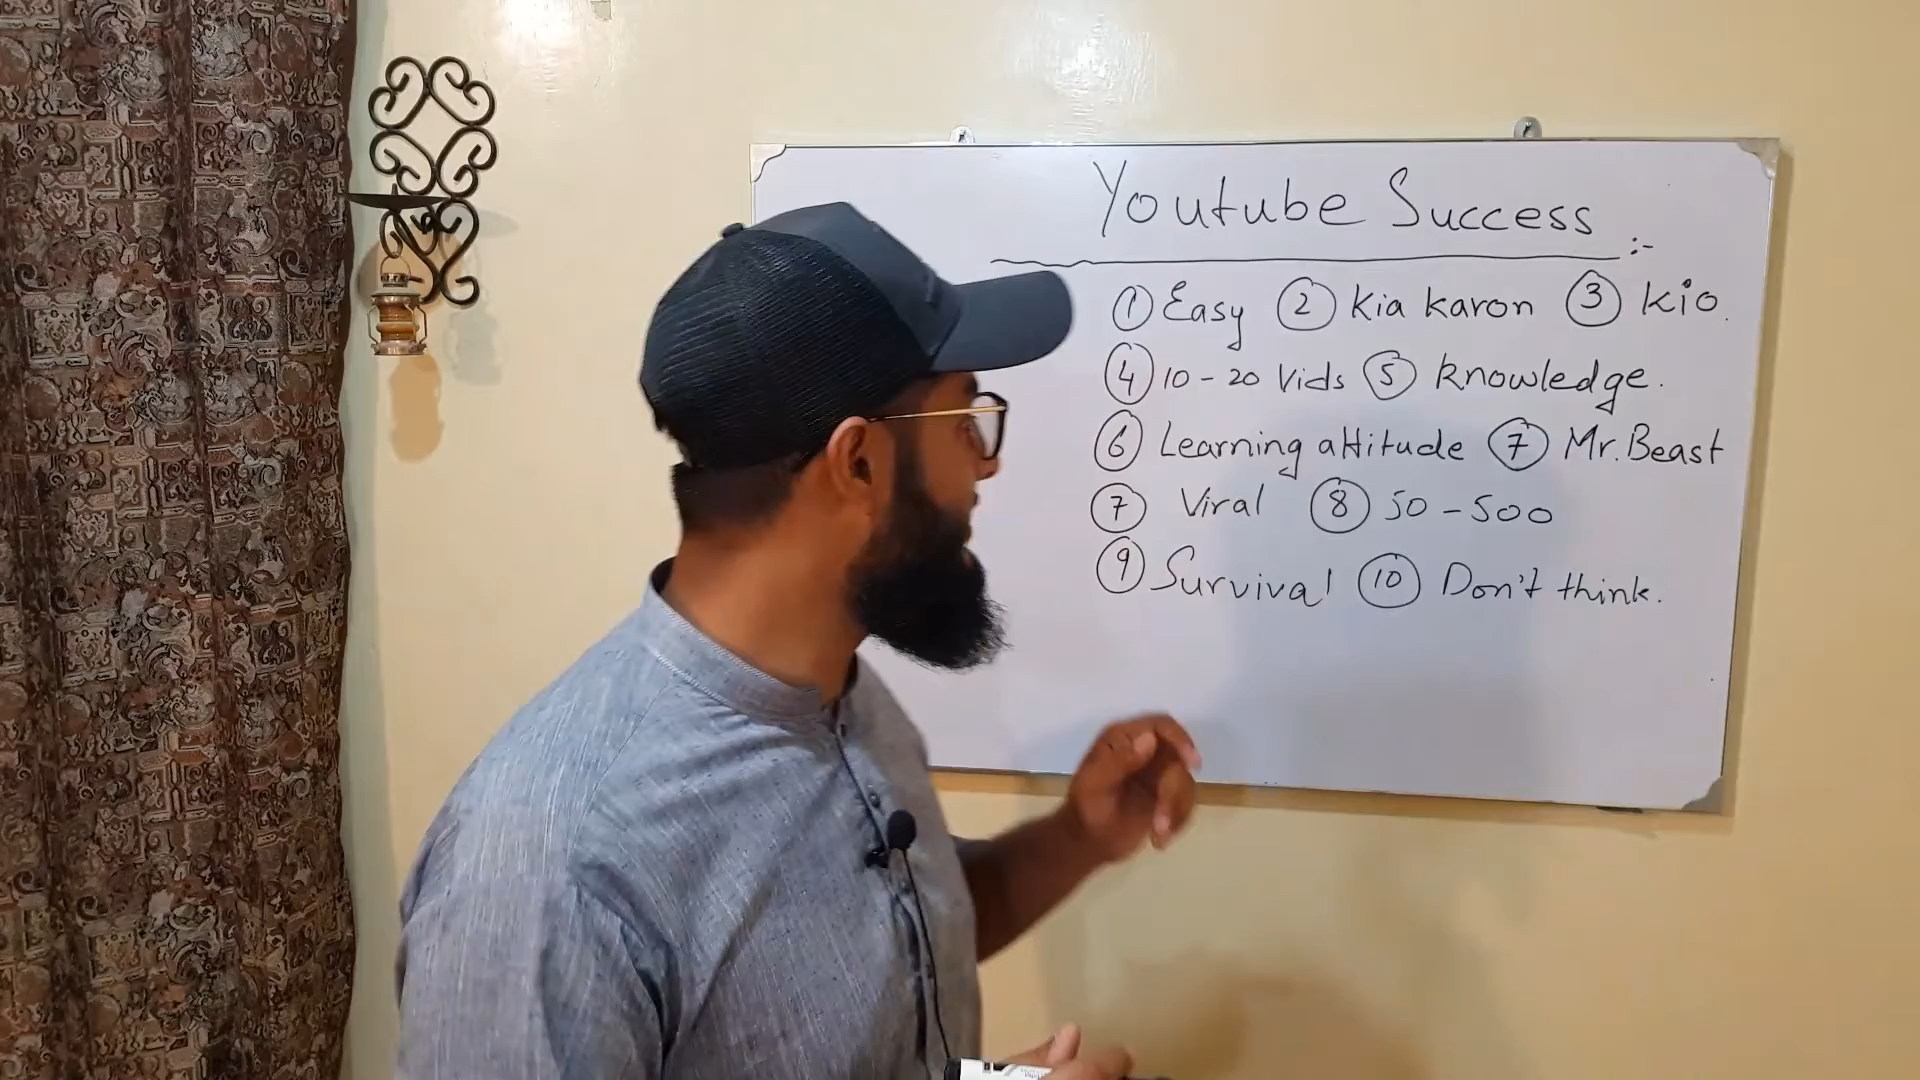 Youtube Success :-
① Easy ② Kia Karon ③ Kio.
④ 10-20 Vids ⑤ Knowledge.
⑥ Learning attitude ⑦ Mr. Beast
⑦ Viral ⑧ 50-500
⑨ Survival ⑩ Don't think.